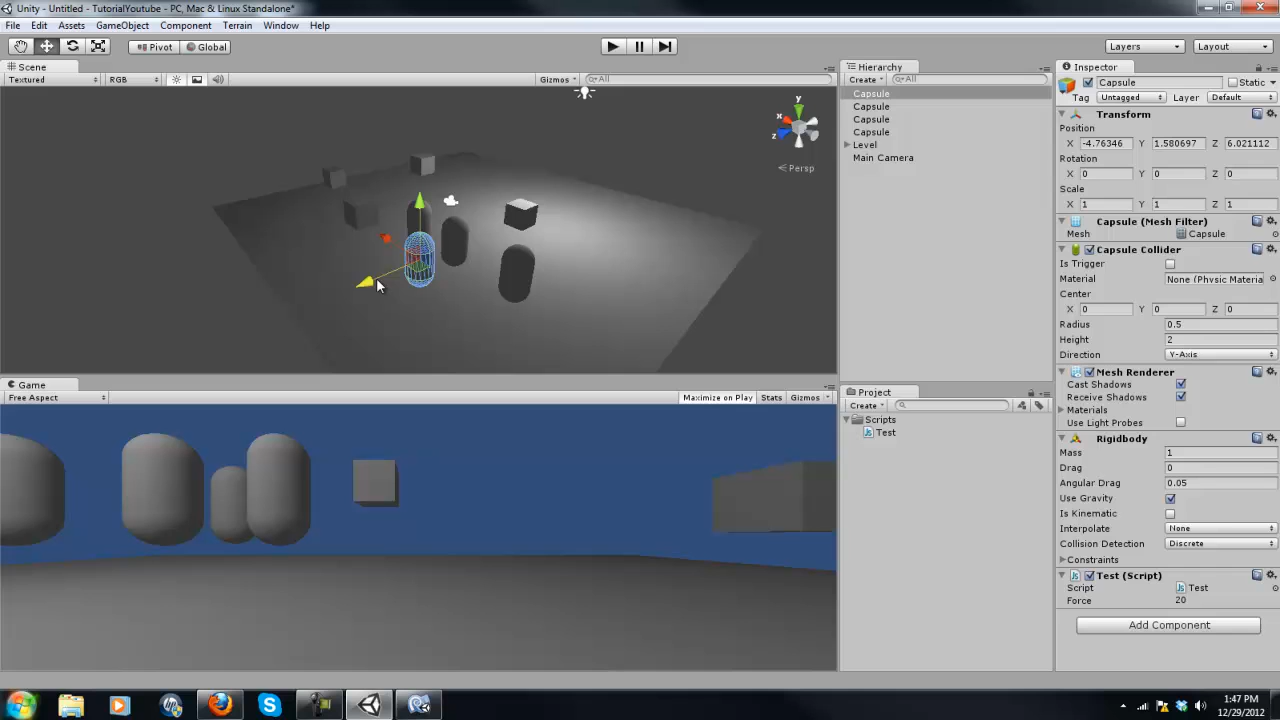 Unity - Untitled - TutorialYoutube - PC, Mac & Linux Standalone*
File Edit Assets GameObject Component Terrain Window Help
Pivot Global Layers Layout
Scene
Textured RGB Gizmos All
y
x
z
Persp
Game
Free Aspect Maximize on Play Stats Gizmos
Hierarchy
Create All
Capsule
Capsule
Capsule
Capsule
Level
Main Camera
Project
Create
Scripts
Test
Inspector
Capsule Static
Tag Untagged Layer Default
Transform
Position
X -4.76346 Y 1.580697 Z 6.021112
Rotation
X 0 Y 0 Z 0
Scale
X 1 Y 1 Z 1
Capsule (Mesh Filter)
Mesh Capsule
Capsule Collider
Is Trigger
Material None (Physic Materia
Center
X 0 Y 0 Z 0
Radius 0.5
Height 2
Direction Y-Axis
Mesh Renderer
Cast Shadows
Receive Shadows
Materials
Use Light Probes
Rigidbody
Mass 1
Drag 0
Angular Drag 0.05
Use Gravity
Is Kinematic
Interpolate None
Collision Detection Discrete
Constraints
Test (Script)
Script Test
Force 20
Add Component
1:47 PM
12/29/2012